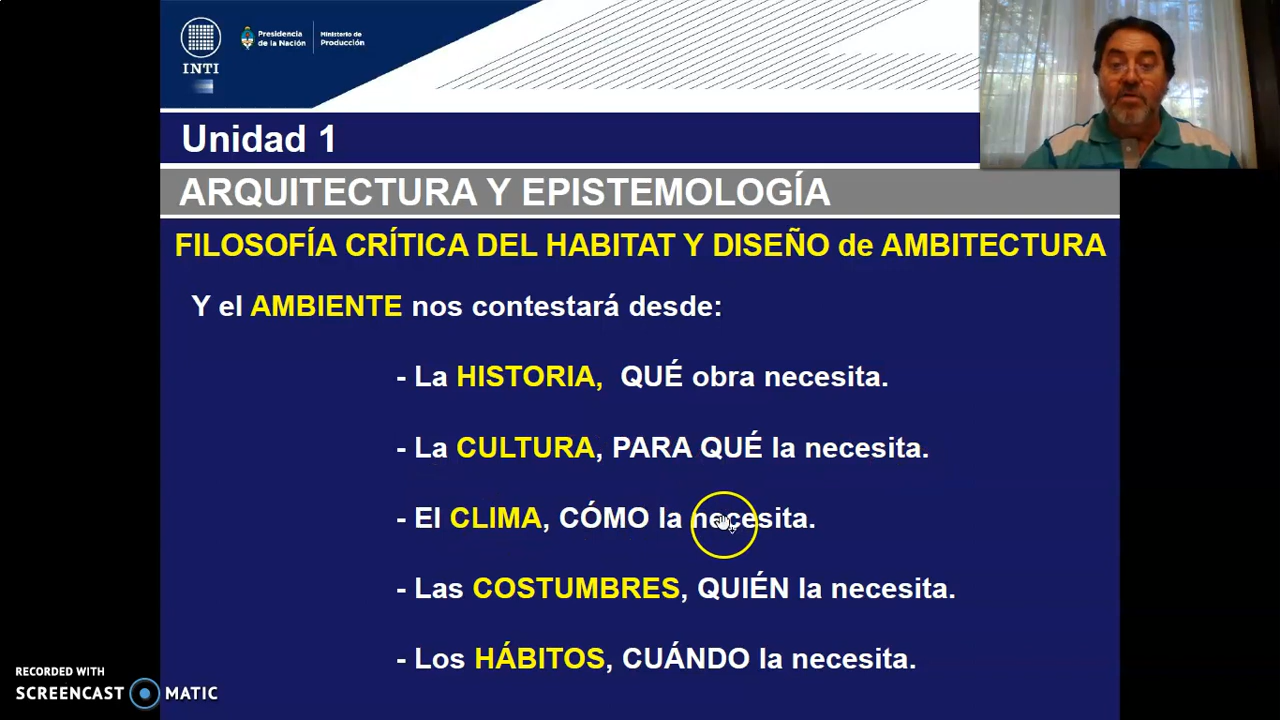 INTI
Presidencia
de la Nación
Ministerio de
Producción
Unidad 1
ARQUITECTURA Y EPISTEMOLOGÍA
FILOSOFÍA CRÍTICA DEL HABITAT Y DISEÑO de AMBITECTURA
Y el AMBIENTE nos contestará desde:
- La HISTORIA, QUÉ obra necesita.
- La CULTURA, PARA QUÉ la necesita.
- El CLIMA, CÓMO la necesita.
- Las COSTUMBRES, QUIÉN la necesita.
- Los HÁBITOS, CUÁNDO la necesita.
RECORDED WITH
SCREENCAST MATIC